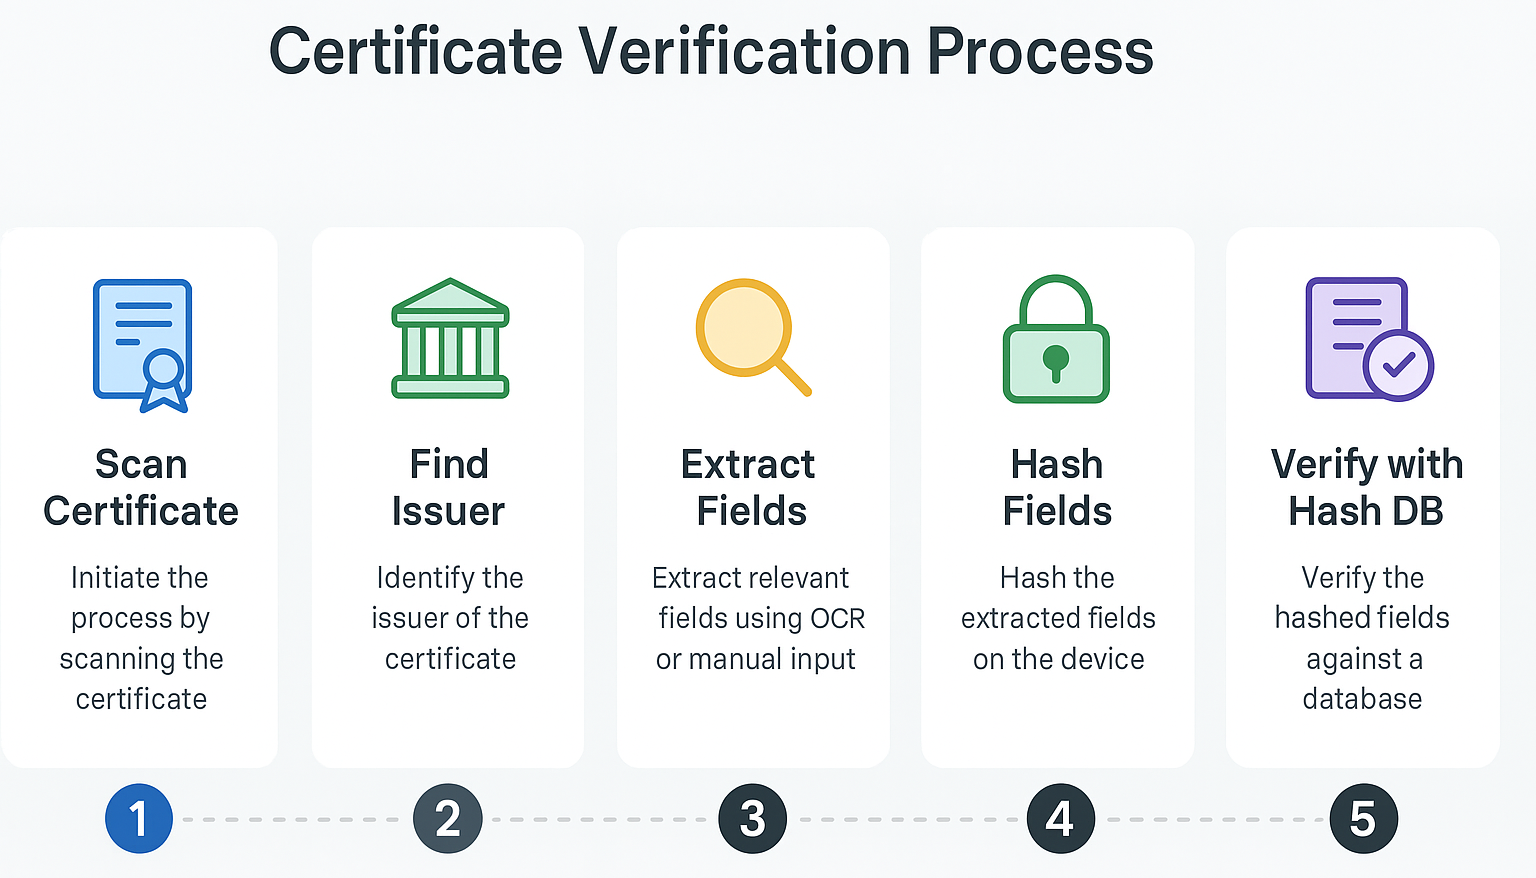 Certificate Verification Process
Scan
Certificate
Initiate the
process by
scanning the
certificate
Find
Issuer
Identify the
issuer of the
certificate
Extract
Fields
Extract relevant
fields using OCR
or manual input
Hash
Fields
Hash the
extracted fields
on the device
Verify with
Hash DB
Verify the
hashed fields
against a
database
1
2
3
4
5